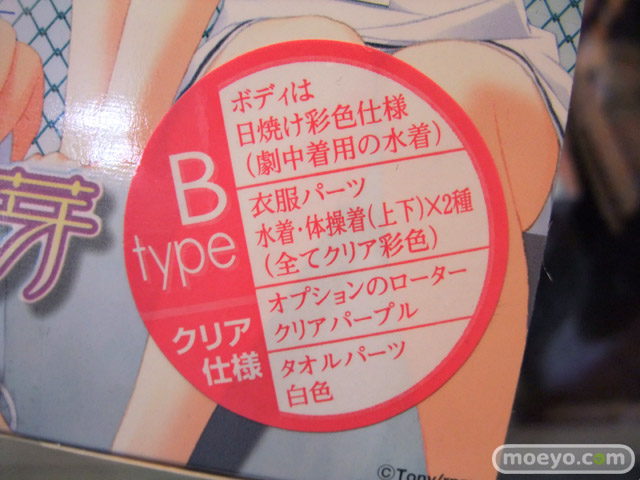 B
type
クリア
仕様
ボディは
日焼け彩色仕様
(劇中着用の水着)
衣服パーツ
水着・体操着(上下)×2種
(全てクリア彩色)
オプションのローター
クリアパープル
タオルパーツ
白色
芽
©Tony/
moeyo.com